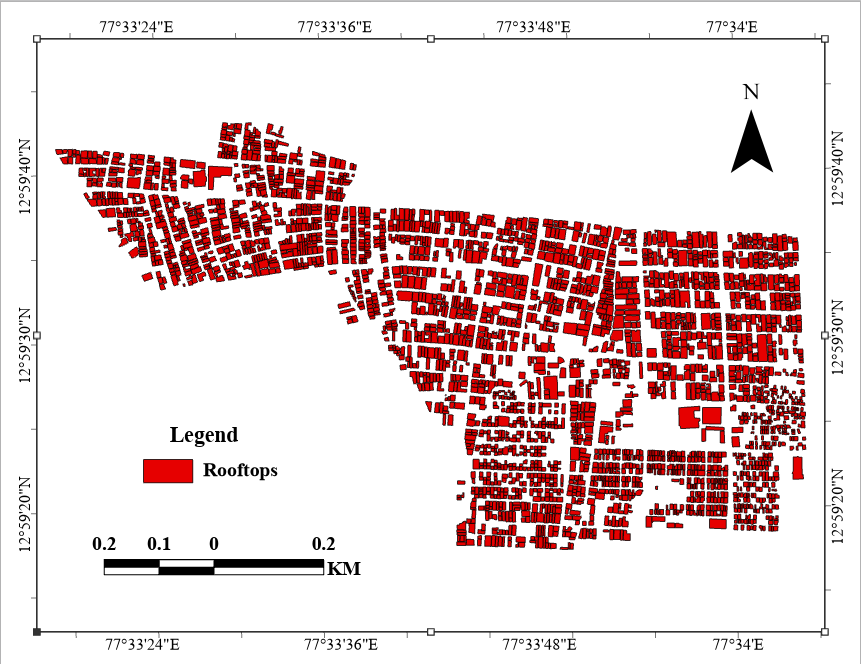 77°33'24"E 77°33'36"E 77°33'48"E 77°34'E
N
12°59'40"N 12°59'40"N
12°59'30"N 12°59'30"N
Legend
Rooftops
12°59'20"N 12°59'20"N
0.2 0.1 0 0.2
KM
77°33'24"E 77°33'36"E 77°33'48"E 77°34'E